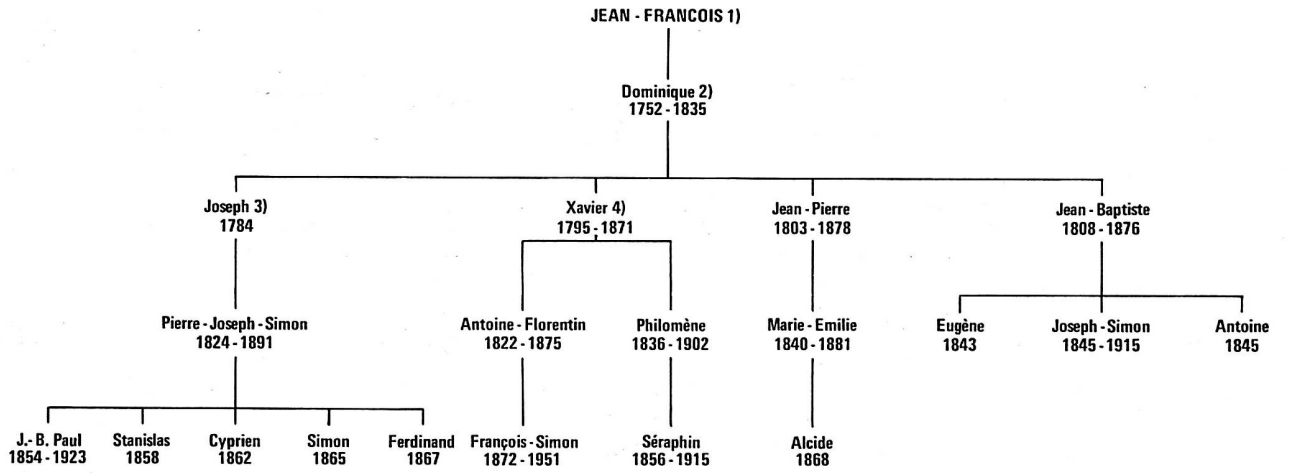 JEAN - FRANCOIS 1)
Dominique 2)
1752 - 1835
Joseph 3)
1784
Xavier 4)
1795 - 1871
Jean - Pierre
1803 - 1878
Jean - Baptiste
1808 - 1876
Pierre - Joseph - Simon
1824 - 1891
Antoine - Florentin
1822 - 1875
Philomène
1836 - 1902
Marie - Emilie
1840 - 1881
Eugène
1843
Joseph - Simon
1845 - 1915
Antoine
1845
J.- B. Paul
1854 - 1923
Stanislas
1858
Cyprien
1862
Simon
1865
Ferdinand
1867
François - Simon
1872 - 1951
Séraphin
1856 - 1915
Alcide
1868